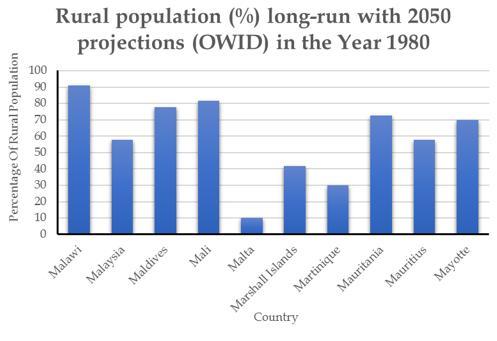 Rural population (%) long-run with 2050
projections (OWID) in the Year 1980
Percentage Of Rural Population
100
90
80
70
60
50
40
30
20
10
0
Malawi
Malaysia
Maldives
Mali
Malta
Marshall Islands
Martinique
Mauritania
Mauritius
Mayotte
Country